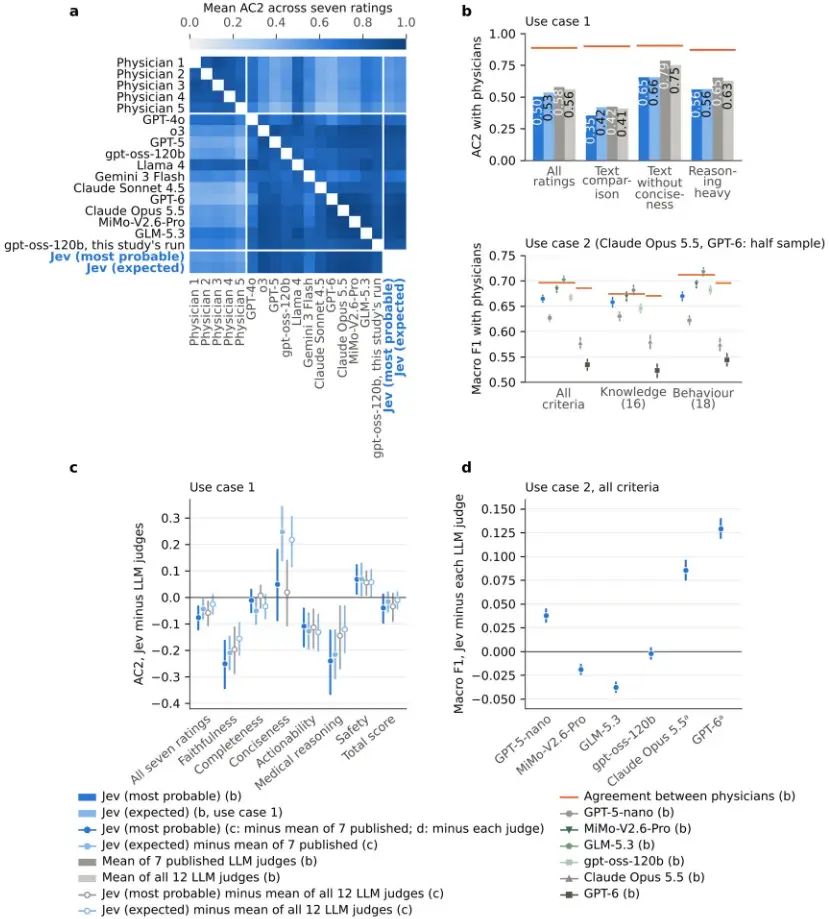 a
Mean AC2 across seven ratings
0.0 0.2 0.4 0.6 0.8 1.0
Physician 1
Physician 2
Physician 3
Physician 4
Physician 5
GPT-4o
o3
GPT-5
gpt-oss-120b
Llama 4
Gemini 3 Flash
Claude Sonnet 4.5
GPT-6
Claude Opus 5.5
MiMo-V2.6-Pro
GLM-5.3
gpt-oss-120b, this study's run
Jev (most probable)
Jev (expected)
Physician 1
Physician 2
Physician 3
Physician 4
Physician 5
GPT-4o
o3
GPT-5
gpt-oss-120b
Llama 4
Gemini 3 Flash
Claude Sonnet 4.5
GPT-6
Claude Opus 5.5
MiMo-V2.6-Pro
GLM-5.3
gpt-oss-120b, this study's run
Jev (most probable)
Jev (expected)
b
Use case 1
AC2 with physicians
1.00
0.75
0.50
0.25
0.00
0.50 0.53 0.58 0.56
0.35 0.42 0.42 0.41
0.65 0.66 0.79 0.75
0.56 0.56 0.65 0.63
All
ratings
Text
compar-
ison
Text
without
concise-
ness
Reason-
ing
heavy
Use case 2 (Claude Opus 5.5, GPT-6: half sample)
Macro F1 with physicians
0.75
0.70
0.65
0.60
0.55
0.50
All
criteria
Knowledge
(16)
Behaviour
(18)
c
Use case 1
AC2, Jev minus LLM judges
0.3
0.2
0.1
0.0
−0.1
−0.2
−0.3
−0.4
All seven ratings
Faithfulness
Completeness
Conciseness
Actionability
Medical reasoning
Safety
Total score
d
Use case 2, all criteria
Macro F1, Jev minus each LLM judge
0.150
0.125
0.100
0.075
0.050
0.025
0.000
−0.025
−0.050
GPT-5-nano
MiMo-V2.6-Pro
GLM-5.3
gpt-oss-120b
Claude Opus 5.5ᵃ
GPT-6ᵃ
Jev (most probable) (b)
Jev (expected) (b, use case 1)
Jev (most probable) (c: minus mean of 7 published; d: minus each judge)
Jev (expected) minus mean of 7 published (c)
Mean of 7 published LLM judges (b)
Mean of all 12 LLM judges (b)
Jev (most probable) minus mean of all 12 LLM judges (c)
Jev (expected) minus mean of all 12 LLM judges (c)
Agreement between physicians (b)
GPT-5-nano (b)
MiMo-V2.6-Pro (b)
GLM-5.3 (b)
gpt-oss-120b (b)
Claude Opus 5.5 (b)
GPT-6 (b)